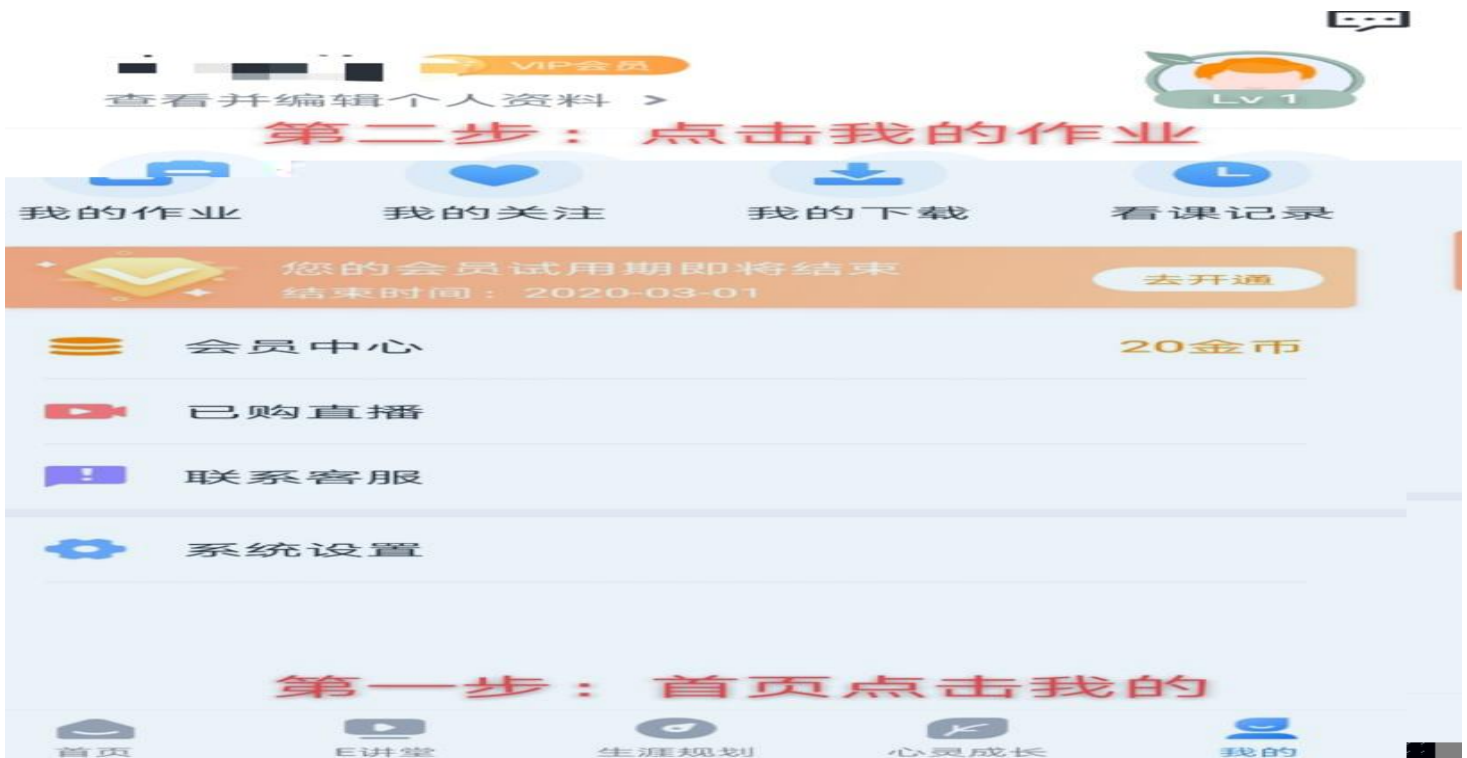 VIP会员
查看并编辑个人资料 >
Lv 1
第二步：点击我的作业
我的作业 我的关注 我的下载 看课记录
您的会员试用期即将结束
结束时间：2020-03-01
去开通
会员中心 20金币
已购直播
联系客服
系统设置
第一步：首页点击我的
首页 E讲堂 生涯规划 心灵成长 我的